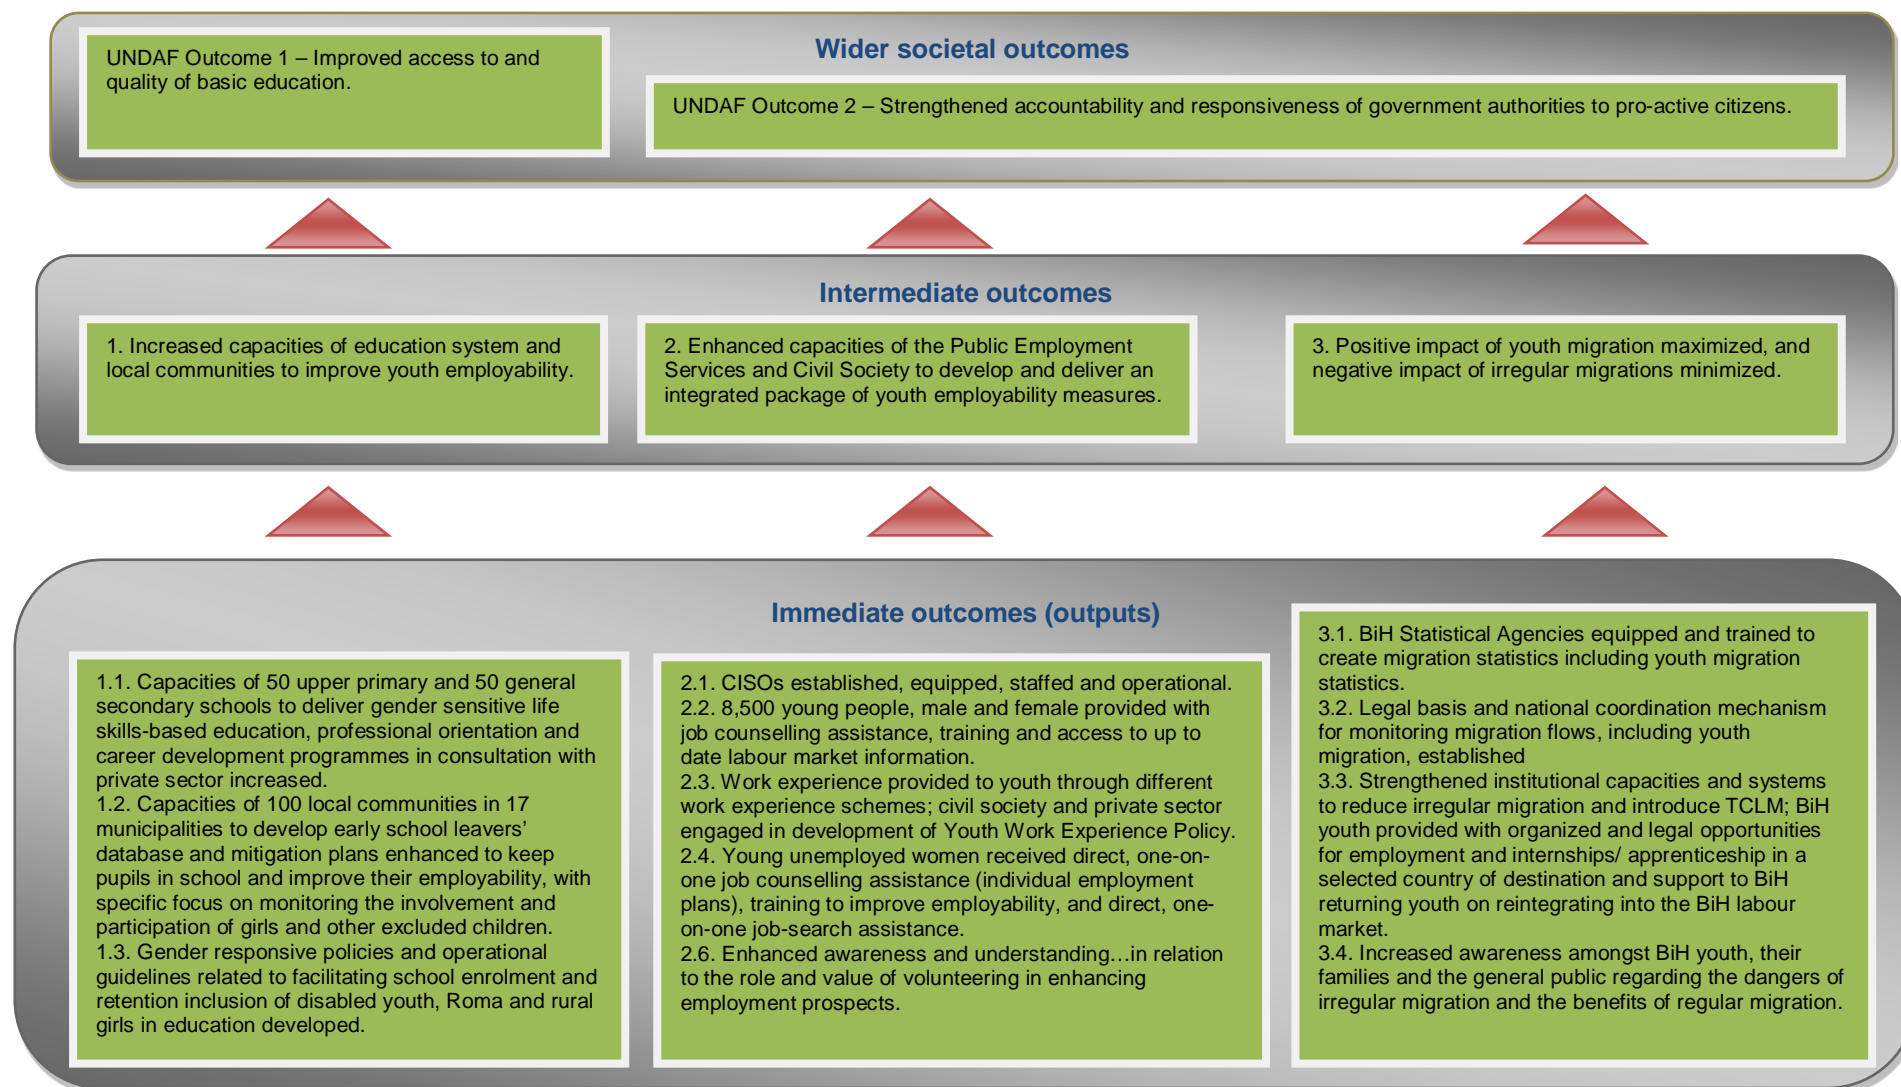 Wider societal outcomes
UNDAF Outcome 1 – Improved access to and
quality of basic education.
UNDAF Outcome 2 – Strengthened accountability and responsiveness of government authorities to pro-active citizens.
Intermediate outcomes
1. Increased capacities of education system and
local communities to improve youth employability.
2. Enhanced capacities of the Public Employment
Services and Civil Society to develop and deliver an
integrated package of youth employability measures.
3. Positive impact of youth migration maximized, and
negative impact of irregular migrations minimized.
Immediate outcomes (outputs)
1.1. Capacities of 50 upper primary and 50 general
secondary schools to deliver gender sensitive life
skills-based education, professional orientation and
career development programmes in consultation with
private sector increased.
1.2. Capacities of 100 local communities in 17
municipalities to develop early school leavers’
database and mitigation plans enhanced to keep
pupils in school and improve their employability, with
specific focus on monitoring the involvement and
participation of girls and other excluded children.
1.3. Gender responsive policies and operational
guidelines related to facilitating school enrolment and
retention inclusion of disabled youth, Roma and rural
girls in education developed.
2.1. CISOs established, equipped, staffed and operational.
2.2. 8,500 young people, male and female provided with
job counselling assistance, training and access to up to
date labour market information.
2.3. Work experience provided to youth through different
work experience schemes; civil society and private sector
engaged in development of Youth Work Experience Policy.
2.4. Young unemployed women received direct, one-on-
one job counselling assistance (individual employment
plans), training to improve employability, and direct, one-
on-one job-search assistance.
2.6. Enhanced awareness and understanding…in relation
to the role and value of volunteering in enhancing
employment prospects.
3.1. BiH Statistical Agencies equipped and trained to
create migration statistics including youth migration
statistics.
3.2. Legal basis and national coordination mechanism
for monitoring migration flows, including youth
migration, established
3.3. Strengthened institutional capacities and systems
to reduce irregular migration and introduce TCLM; BiH
youth provided with organized and legal opportunities
for employment and internships/ apprenticeship in a
selected country of destination and support to BiH
returning youth on reintegrating into the BiH labour
market.
3.4. Increased awareness amongst BiH youth, their
families and the general public regarding the dangers of
irregular migration and the benefits of regular migration.